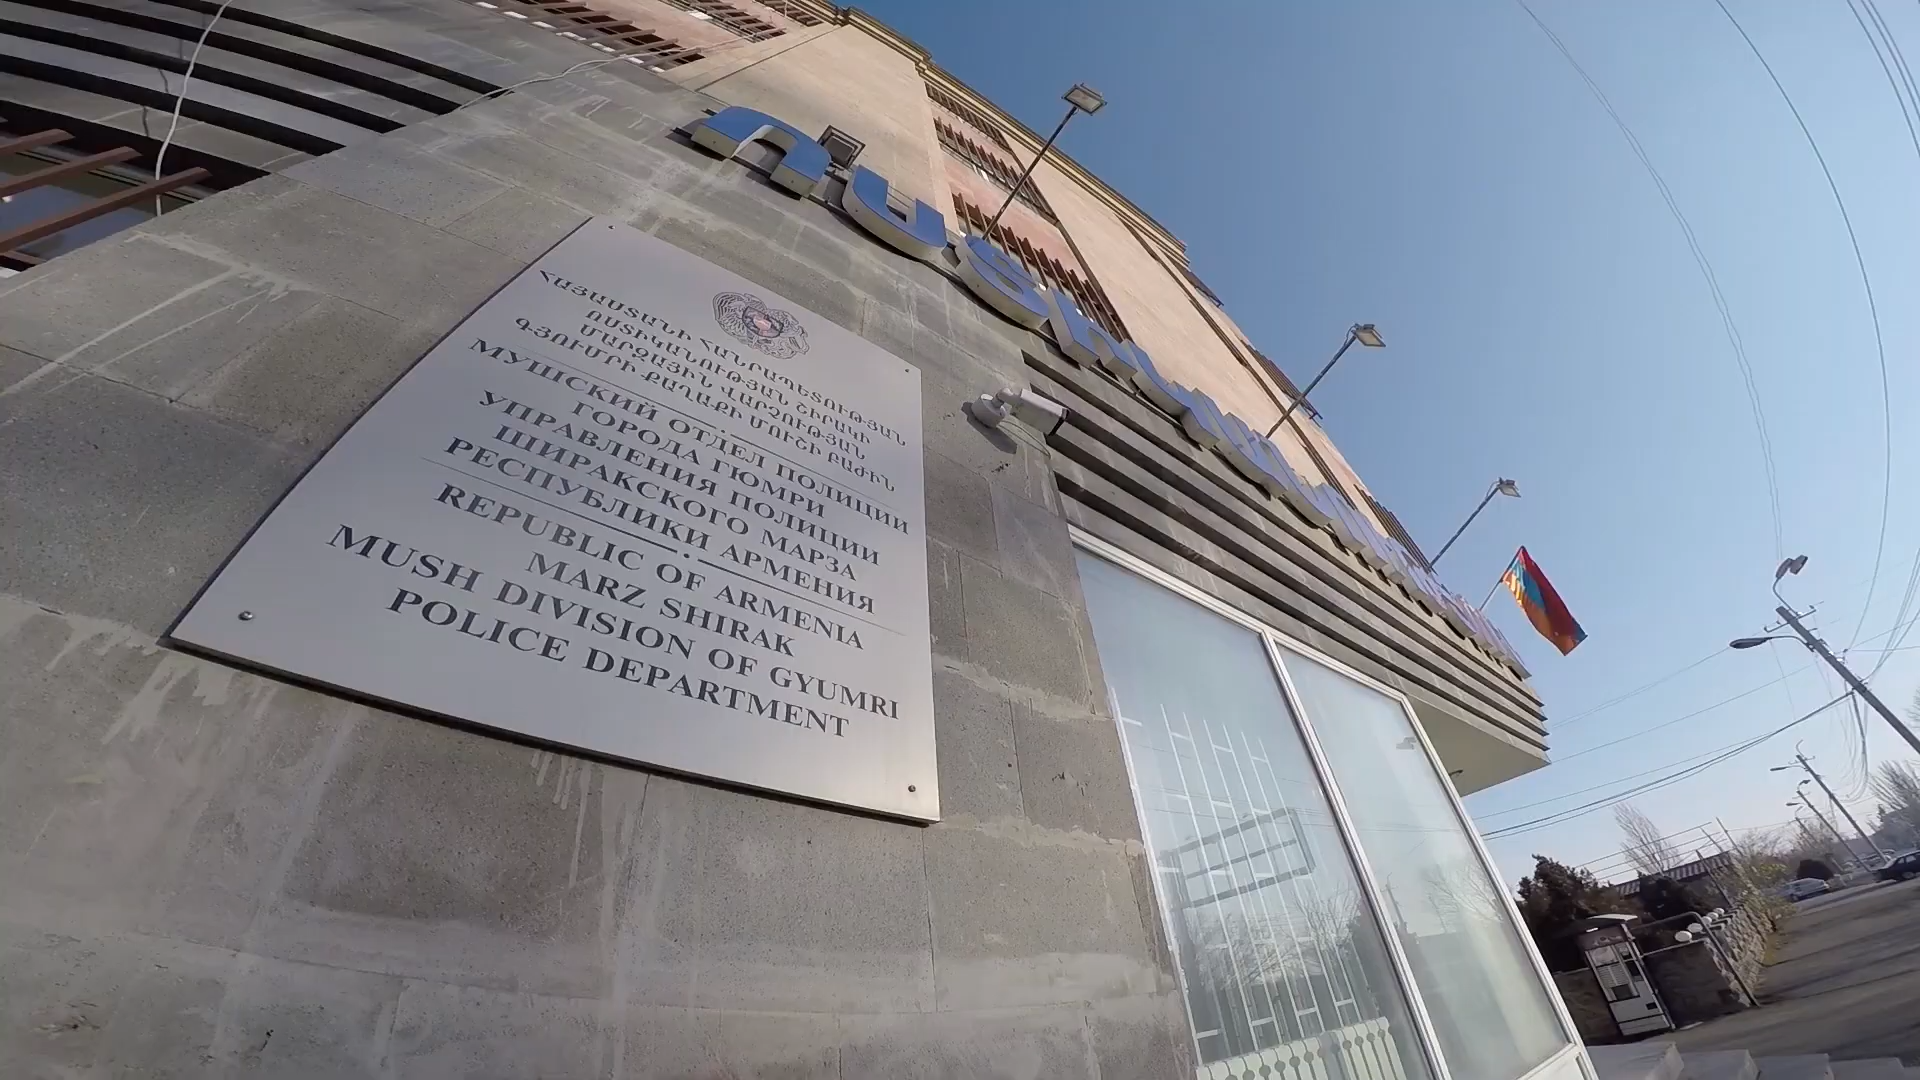 ՀԱՅԱՍՏԱՆԻ ՀԱՆՐԱՊԵՏՈՒԹՅԱՆ
ՈՍՏԻԿԱՆՈՒԹՅԱՆ ՇԻՐԱԿԻ
ՄԱՐԶԱՅԻՆ ՎԱՐՉՈՒԹՅԱՆ
ԳՅՈՒՄՐԻ ՔԱՂԱՔԻ ՄՈՒՇԻ ԲԱԺԻՆ
МУШСКИЙ ОТДЕЛ ПОЛИЦИИ
ГОРОДА ГЮМРИ
УПРАВЛЕНИЯ ПОЛИЦИИ
ШИРАКСКОГО МАРЗА
РЕСПУБЛИКИ АРМЕНИЯ
REPUBLIC OF ARMENIA
MARZ SHIRAK
MUSH DIVISION OF GYUMRI
POLICE DEPARTMENT